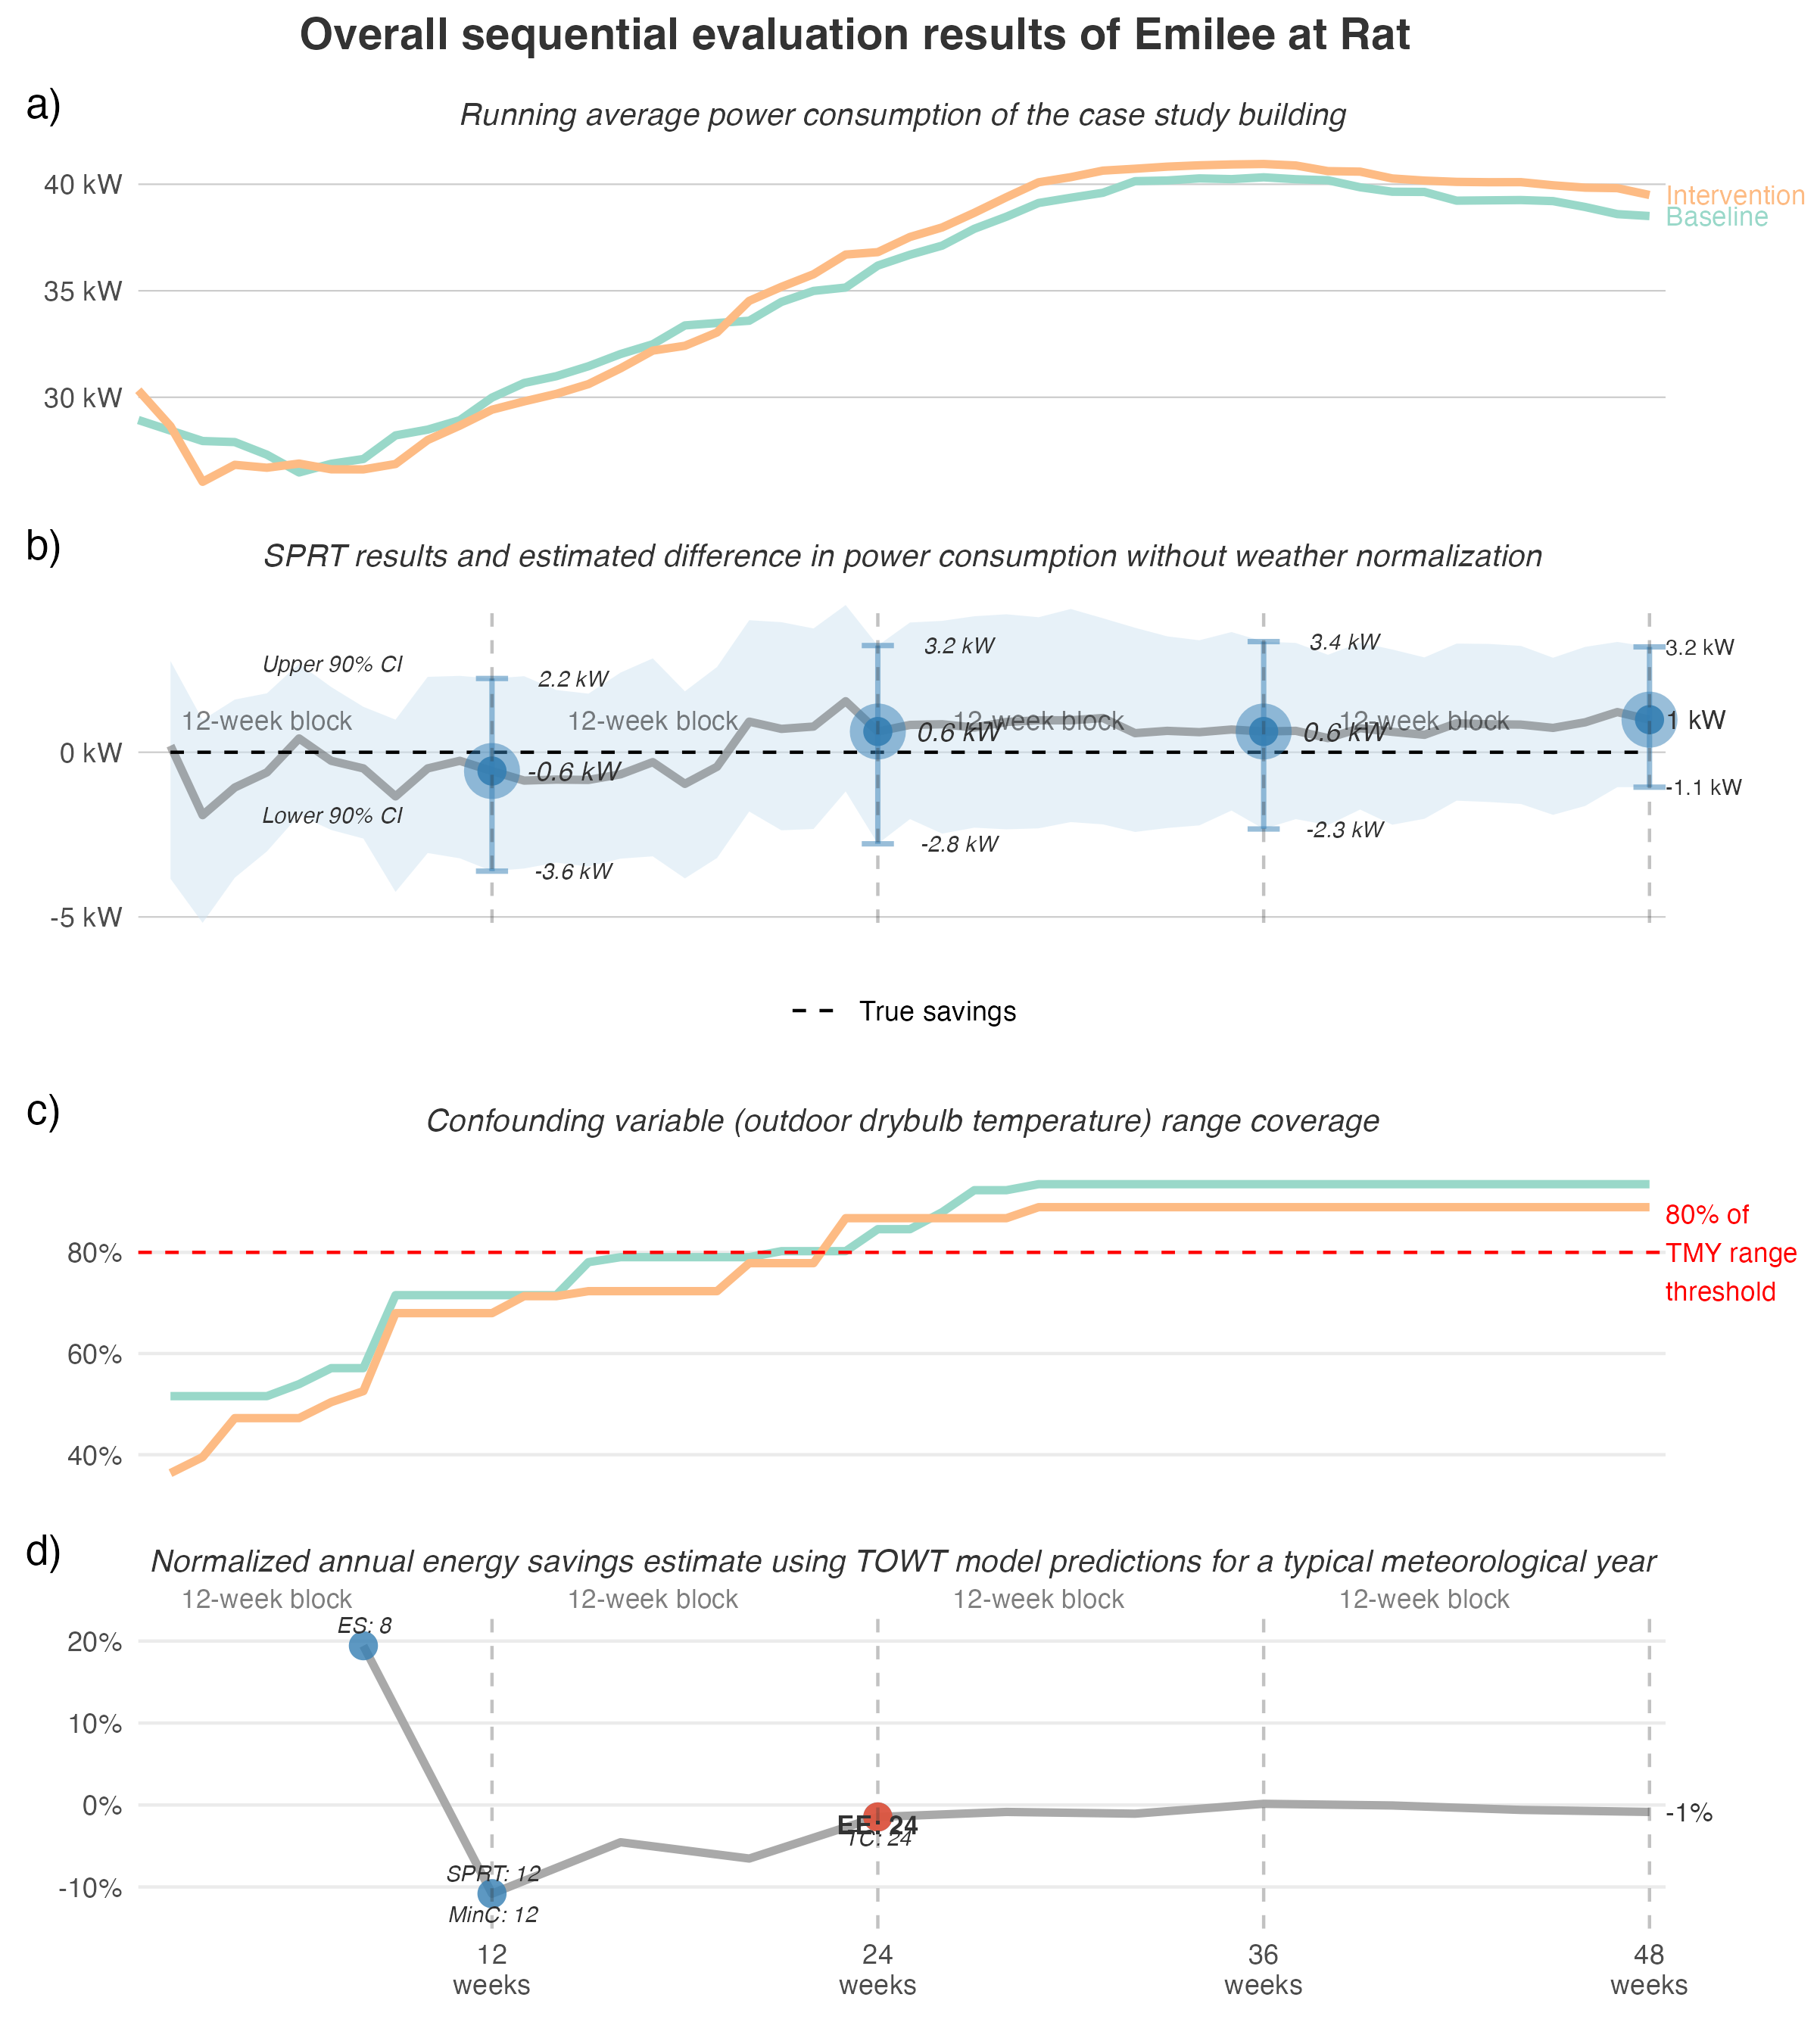 Overall sequential evaluation results of Emilee at Rat
a)
Running average power consumption of the case study building
40 kW
35 kW
30 kW
Intervention
Baseline
b)
SPRT results and estimated difference in power consumption without weather normalization
Upper 90% CI
Lower 90% CI
12-week block
12-week block
12-week block
12-week block
0 kW
-5 kW
2.2 kW
-0.6 kW
-3.6 kW
3.2 kW
0.6 kW
-2.8 kW
3.4 kW
0.6 kW
-2.3 kW
3.2 kW
1 kW
-1.1 kW
True savings
c)
Confounding variable (outdoor drybulb temperature) range coverage
80%
60%
40%
80% of
TMY range
threshold
d)
Normalized annual energy savings estimate using TOWT model predictions for a typical meteorological year
12-week block
12-week block
12-week block
12-week block
20%
10%
0%
-10%
ES: 8
SPRT: 12
MinC: 12
EE: 24
TC: 24
-1%
12
weeks
24
weeks
36
weeks
48
weeks